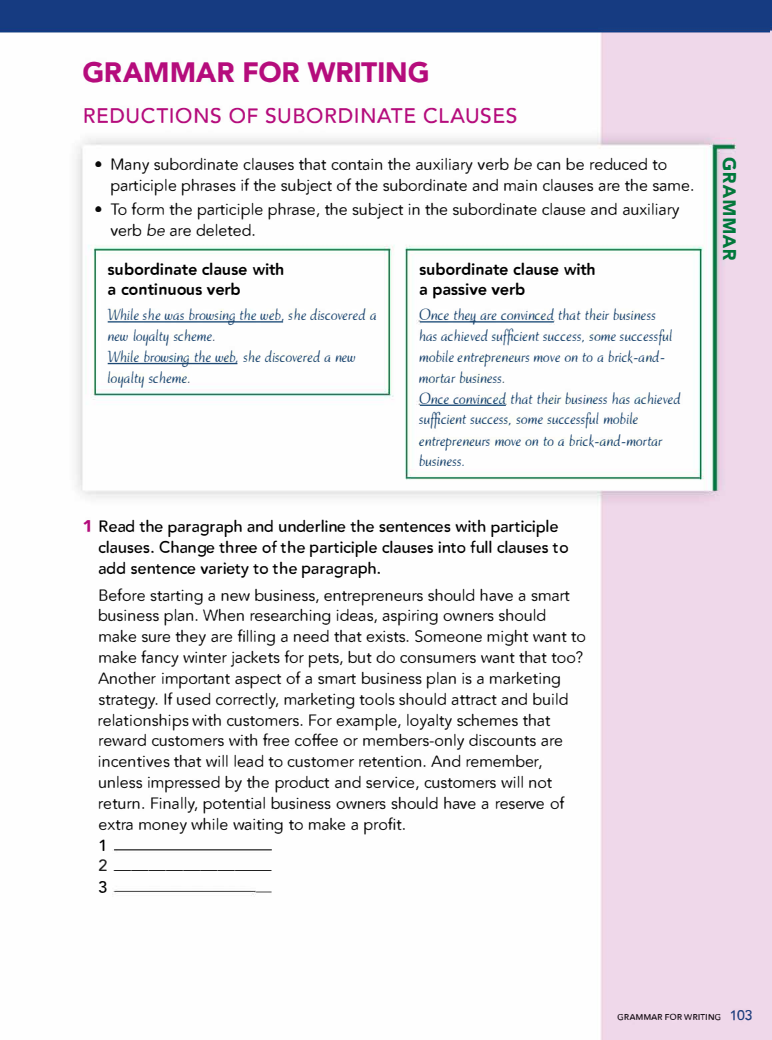 GRAMMAR FOR WRITING
REDUCTIONS OF SUBORDINATE CLAUSES
• Many subordinate clauses that contain the auxiliary verb be can be reduced to
participle phrases if the subject of the subordinate and main clauses are the same.
• To form the participle phrase, the subject in the subordinate clause and auxiliary
verb be are deleted.
GRAMMAR
subordinate clause with
a continuous verb
While she was browsing the web, she discovered a
new loyalty scheme.
While browsing the web, she discovered a new
loyalty scheme.
subordinate clause with
a passive verb
Once they are convinced that their business
has achieved sufficient success, some successful
mobile entrepreneurs move on to a brick-and-
mortar business.
Once convinced that their business has achieved
sufficient success, some successful mobile
entrepreneurs move on to a brick-and-mortar
business.
1 Read the paragraph and underline the sentences with participle
clauses. Change three of the participle clauses into full clauses to
add sentence variety to the paragraph.
Before starting a new business, entrepreneurs should have a smart
business plan. When researching ideas, aspiring owners should
make sure they are filling a need that exists. Someone might want to
make fancy winter jackets for pets, but do consumers want that too?
Another important aspect of a smart business plan is a marketing
strategy. If used correctly, marketing tools should attract and build
relationships with customers. For example, loyalty schemes that
reward customers with free coffee or members-only discounts are
incentives that will lead to customer retention. And remember,
unless impressed by the product and service, customers will not
return. Finally, potential business owners should have a reserve of
extra money while waiting to make a profit.
1
2
3
GRAMMAR FOR WRITING 103